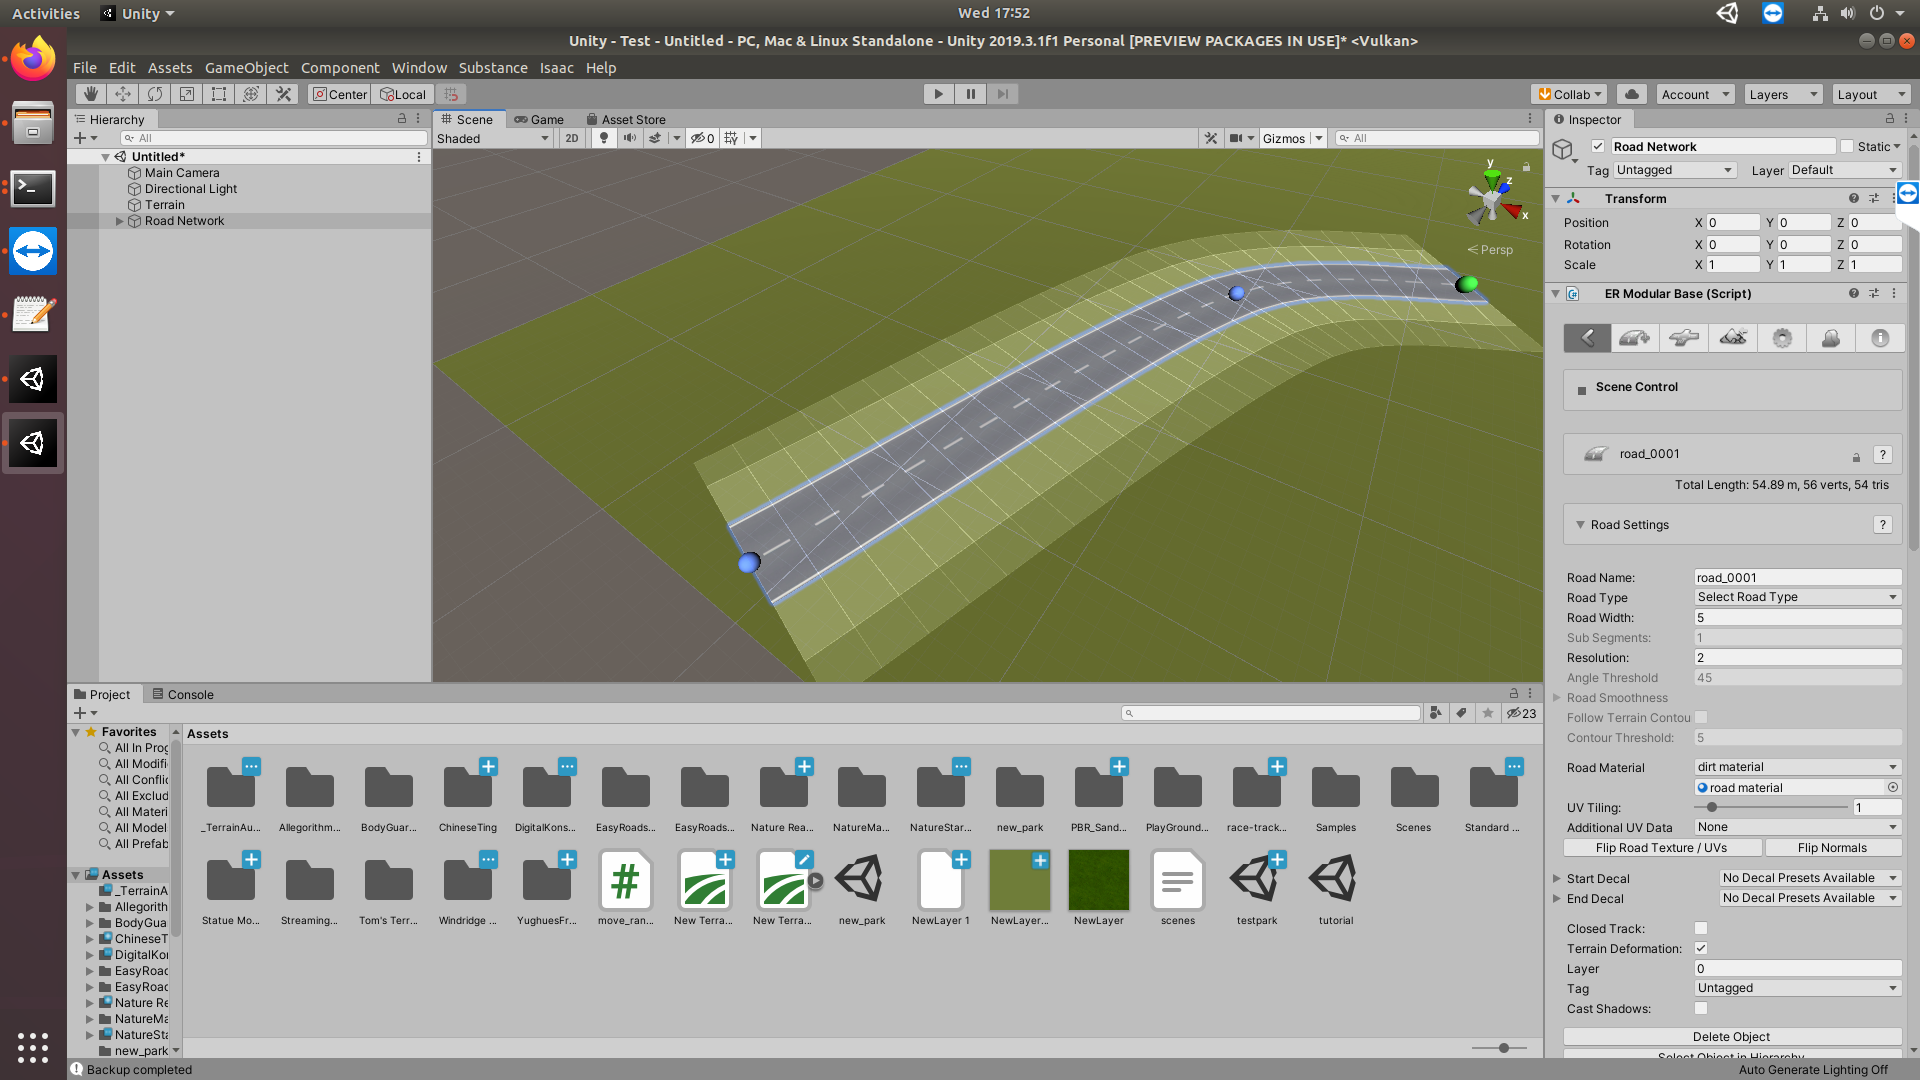 Activities
Unity
Wed 17:52
Unity - Test - Untitled - PC, Mac & Linux Standalone - Unity 2019.3.1f1 Personal [PREVIEW PACKAGES IN USE]* <Vulkan>
File Edit Assets GameObject Component Window Substance Isaac Help
Center Local
Collab Account Layers Layout
Hierarchy
All
Untitled*
Main Camera
Directional Light
Terrain
Road Network
Scene Game Asset Store
Shaded 2D 0 Gizmos All
y
z
x
Persp
Inspector
Road Network Static
Tag Untagged Layer Default
Transform
Position X 0 Y 0 Z 0
Rotation X 0 Y 0 Z 0
Scale X 1 Y 1 Z 1
ER Modular Base (Script)
Scene Control
road_0001 ?
Total Length: 54.89 m, 56 verts, 54 tris
Road Settings ?
Road Name: road_0001
Road Type Select Road Type
Road Width: 5
Sub Segments: 1
Resolution: 2
Angle Threshold 45
Road Smoothness
Follow Terrain Contou
Contour Threshold: 5
Road Material dirt material
road material
UV Tiling: 1
Additional UV Data None
Flip Road Texture / UVs Flip Normals
Start Decal No Decal Presets Available
End Decal No Decal Presets Available
Closed Track:
Terrain Deformation:
Layer 0
Tag Untagged
Cast Shadows:
Delete Object
Select Object in Hierarchy
Project Console
23
Favorites
All In Prog
All Modifi
All Conflic
All Exclud
All Materi
All Model
All Prefab
Assets
_TerrainA
Allegorith
BodyGua
ChineseT
DigitalKon
EasyRoad
EasyRoad
Nature Re
NatureMa
NatureSta
new_park
Assets
_TerrainAu... Allegorithm... BodyGuar... ChineseTing DigitalKons... EasyRoads... EasyRoads... Nature Rea... NatureMa... NatureStar... new_park PBR_Sand... PlayGround... race-track... Samples Scenes Standard ...
Statue Mo... Streaming... Tom's Terr... Windridge ... YughuesFr... move_ran... New Terra... New Terra... new_park NewLayer 1 NewLayer... NewLayer scenes testpark tutorial
Backup completed
Auto Generate Lighting Off